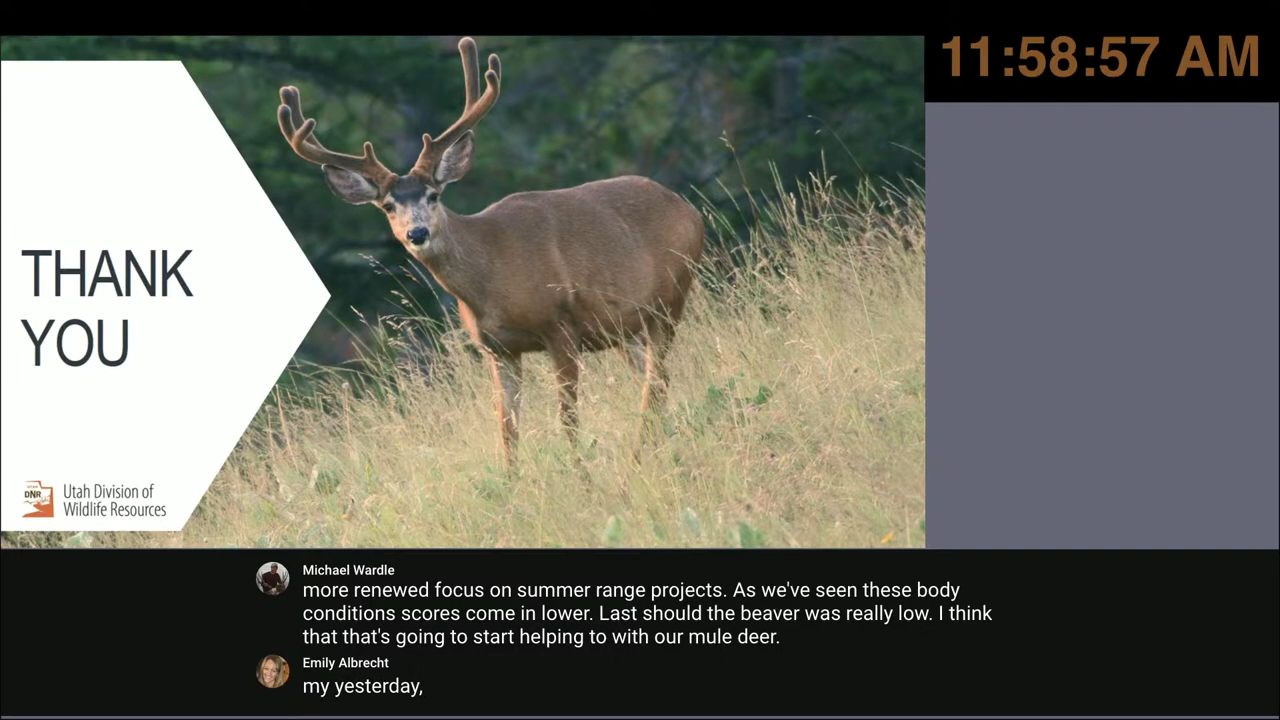 11:58:57 AM
THANK
YOU
UTAH
DNR
Utah Division of
Wildlife Resources
Michael Wardle
more renewed focus on summer range projects. As we've seen these body
conditions scores come in lower. Last should the beaver was really low. I think
that that's going to start helping to with our mule deer.
Emily Albrecht
my yesterday,